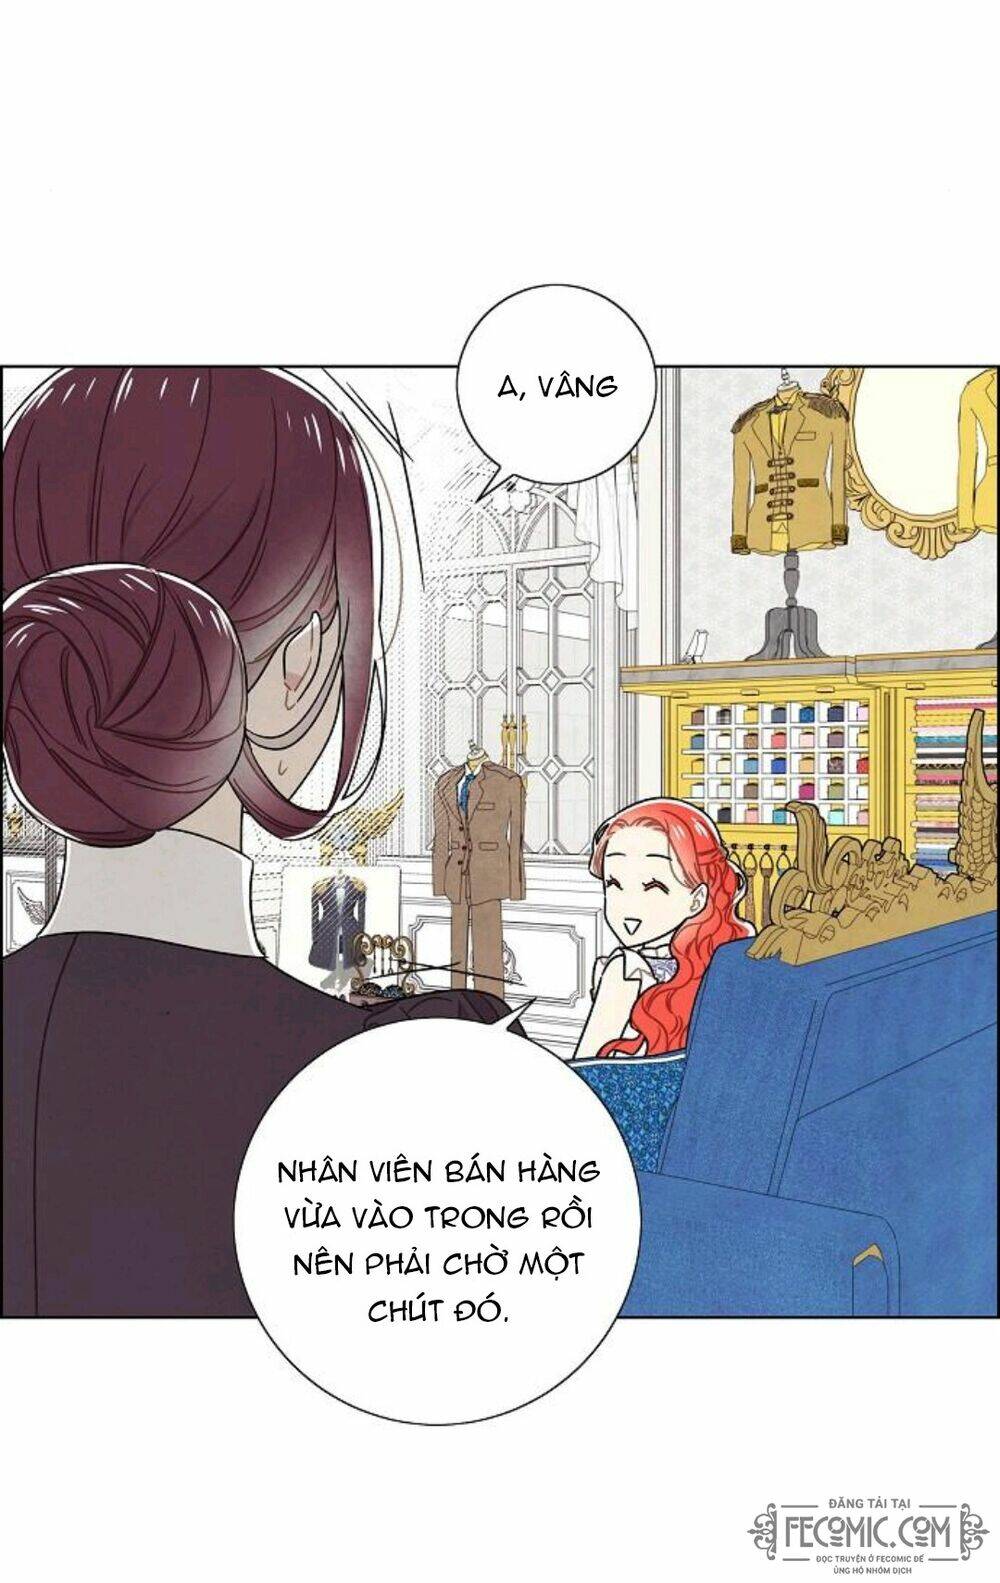 A, VÂNG
NHÂN VIÊN BÁN HÀNG
VỪA VÀO TRONG RỒI
NÊN PHẢI CHỜ MỘT
CHÚT ĐÓ.
ĐĂNG TẢI TẠI
FECOMIC.COM
ĐỌC TRUYỆN Ở FECOMIC ĐỂ
ỦNG HỘ NHÓM DỊCH